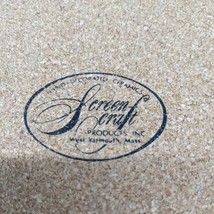 HAND DECORATED CERAMICS ®
Screen
craft
PRODUCTS, INC.
West Yarmouth, Mass.